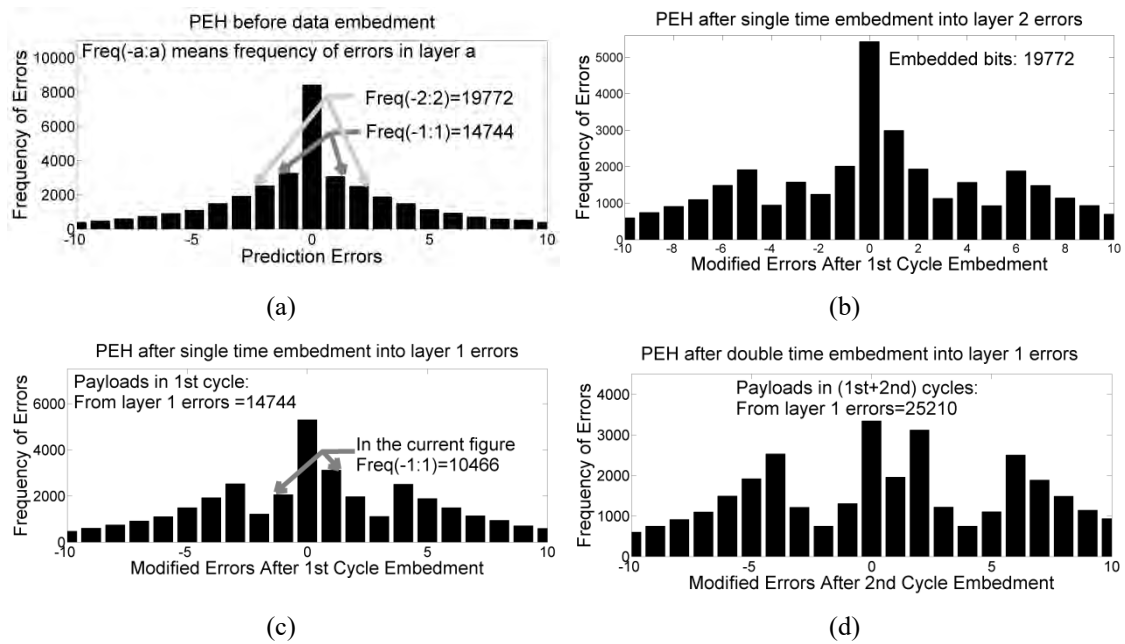 PEH before data embedment
Freq(-a:a) means frequency of errors in layer a
Freq(-2:2)=19772
Freq(-1:1)=14744
Frequency of Errors
10000
8000
6000
4000
2000
0
-10 -5 0 5 10
Prediction Errors
(a)
PEH after single time embedment into layer 2 errors
Embedded bits: 19772
Frequency of Errors
5000
4000
3000
2000
1000
0
-10 -8 -6 -4 -2 0 2 4 6 8 10
Modified Errors After 1st Cycle Embedment
(b)
PEH after single time embedment into layer 1 errors
Payloads in 1st cycle:
From layer 1 errors =14744
In the current figure
Freq(-1:1)=10466
Frequency of Errors
6000
4000
2000
0
-10 -5 0 5 10
Modified Errors After 1st Cycle Embedment
(c)
PEH after double time embedment into layer 1 errors
Payloads in (1st+2nd) cycles:
From layer 1 errors=25210
Frequency of Errors
4000
3000
2000
1000
0
-10 -5 0 5 10
Modified Errors After 2nd Cycle Embedment
(d)